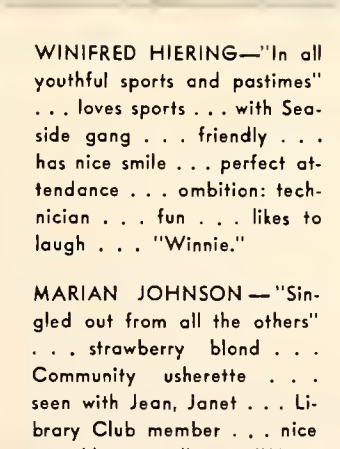 WINIFRED HIERING—"In all
youthful sports and pastimes"
. . . loves sports . . . with Sea-
side gang . . . friendly . . .
has nice smile . . . perfect at-
tendance . . . ombition: tech-
nician . . . fun . . . likes to
laugh . . . "Winnie."
MARIAN JOHNSON — "Sin-
gled out from all the others"
. . . strawberry blond . . .
Community usherette . . .
seen with Jean, Janet . . . Li-
brary Club member . . . nice